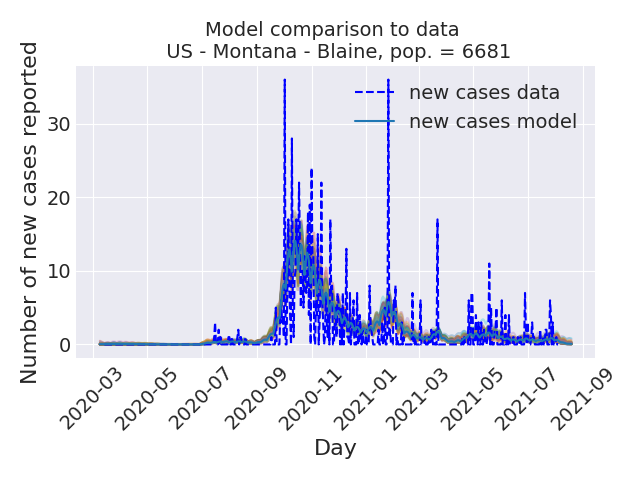 Model comparison to data
US - Montana - Blaine, pop. = 6681
Number of new cases reported
30
20
10
0
new cases data
new cases model
2020-03
2020-05
2020-07
2020-09
2020-11
2021-01
2021-03
2021-05
2021-07
2021-09
Day